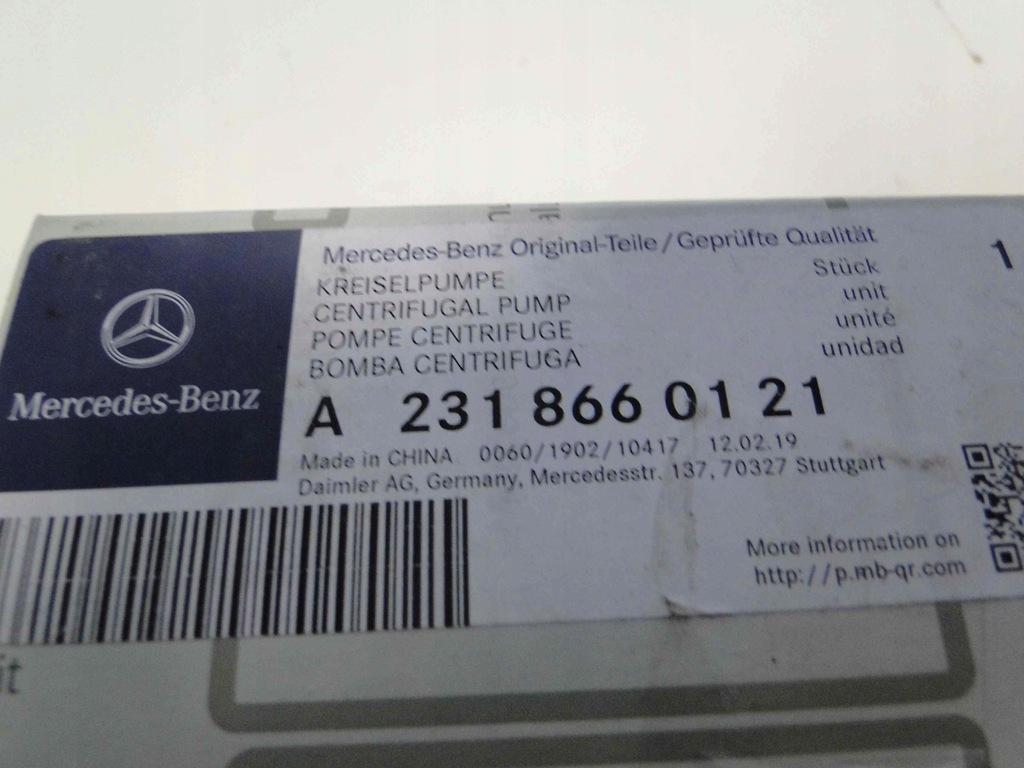 Mercedes-Benz Original-Teile/Geprüfte Qualität
KREISELPUMPE Stück 1
CENTRIFUGAL PUMP unit
POMPE CENTRIFUGE unité
BOMBA CENTRIFUGA unidad
Mercedes-Benz
A 231 866 01 21
Made in CHINA 0060/1902/10417 12.02.19
Daimler AG, Germany, Mercedesstr. 137, 70327 Stuttgart
More information on
http://p.mb-qr.com